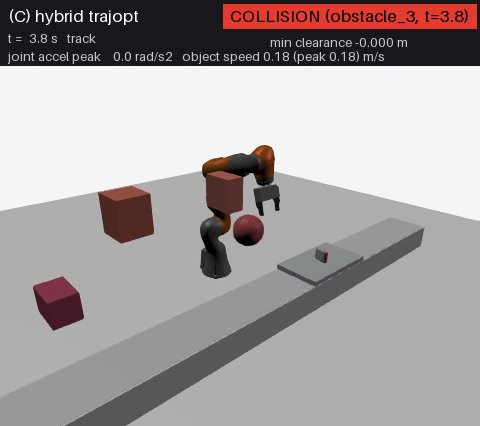 (C) hybrid trajopt
COLLISION (obstacle_3, t=3.8)
t = 3.8 s track
min clearance -0.000 m
joint accel peak 0.0 rad/s2 object speed 0.18 (peak 0.18) m/s